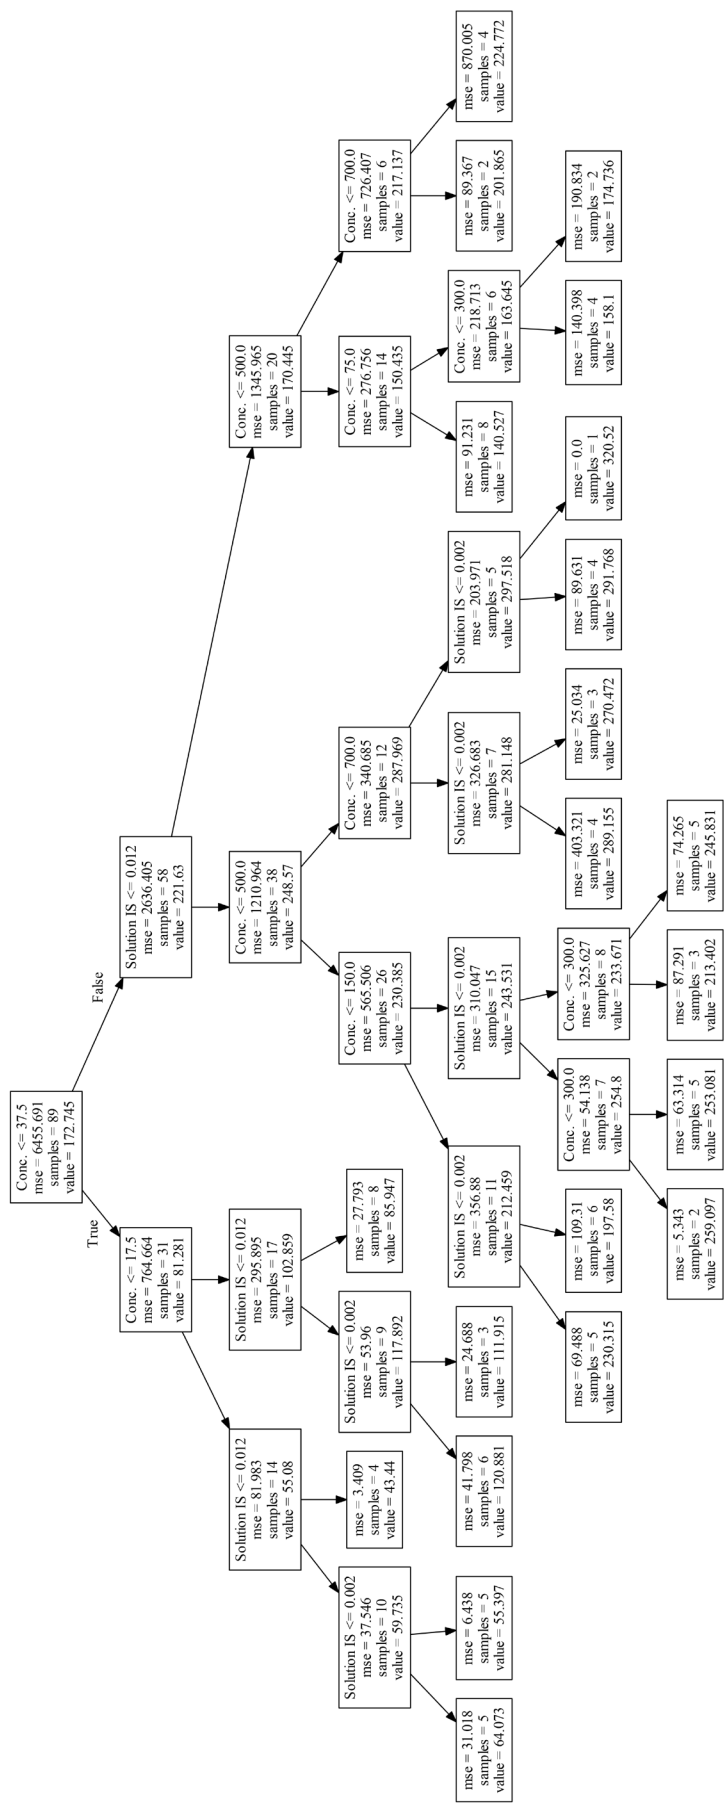 Conc. <= 37.5
mse = 6455.691
samples = 89
value = 172.745
True
False
Conc. <= 17.5
mse = 764.664
samples = 31
value = 81.281
Solution IS <= 0.012
mse = 2636.405
samples = 58
value = 221.63
Solution IS <= 0.012
mse = 81.983
samples = 14
value = 55.08
Solution IS <= 0.012
mse = 295.895
samples = 17
value = 102.859
Conc. <= 500.0
mse = 1210.964
samples = 38
value = 248.57
Conc. <= 500.0
mse = 1345.965
samples = 20
value = 170.445
Solution IS <= 0.002
mse = 37.546
samples = 10
value = 59.735
mse = 3.409
samples = 4
value = 43.44
Solution IS <= 0.002
mse = 53.96
samples = 9
value = 117.892
mse = 27.793
samples = 8
value = 85.947
Conc. <= 150.0
mse = 565.506
samples = 26
value = 230.385
Conc. <= 700.0
mse = 340.685
samples = 12
value = 287.969
Conc. <= 75.0
mse = 276.756
samples = 14
value = 150.435
Conc. <= 700.0
mse = 726.407
samples = 6
value = 217.137
mse = 31.018
samples = 5
value = 64.073
mse = 6.438
samples = 5
value = 55.397
mse = 41.798
samples = 6
value = 120.881
mse = 24.688
samples = 3
value = 111.915
Solution IS <= 0.002
mse = 356.88
samples = 11
value = 212.459
Solution IS <= 0.002
mse = 310.047
samples = 15
value = 243.531
Solution IS <= 0.002
mse = 326.683
samples = 7
value = 281.148
Solution IS <= 0.002
mse = 203.971
samples = 5
value = 297.518
mse = 91.231
samples = 8
value = 140.527
Conc. <= 300.0
mse = 218.713
samples = 6
value = 163.645
mse = 89.367
samples = 2
value = 201.865
mse = 870.005
samples = 4
value = 224.772
mse = 69.488
samples = 5
value = 230.315
mse = 109.31
samples = 6
value = 197.58
Conc. <= 300.0
mse = 54.138
samples = 7
value = 254.8
Conc. <= 300.0
mse = 325.627
samples = 8
value = 233.671
mse = 403.321
samples = 4
value = 289.155
mse = 25.034
samples = 3
value = 270.472
mse = 89.631
samples = 4
value = 291.768
mse = 0.0
samples = 1
value = 320.52
mse = 140.398
samples = 4
value = 158.1
mse = 190.834
samples = 2
value = 174.736
mse = 5.343
samples = 2
value = 259.097
mse = 63.314
samples = 5
value = 253.081
mse = 87.291
samples = 3
value = 213.402
mse = 74.265
samples = 5
value = 245.831